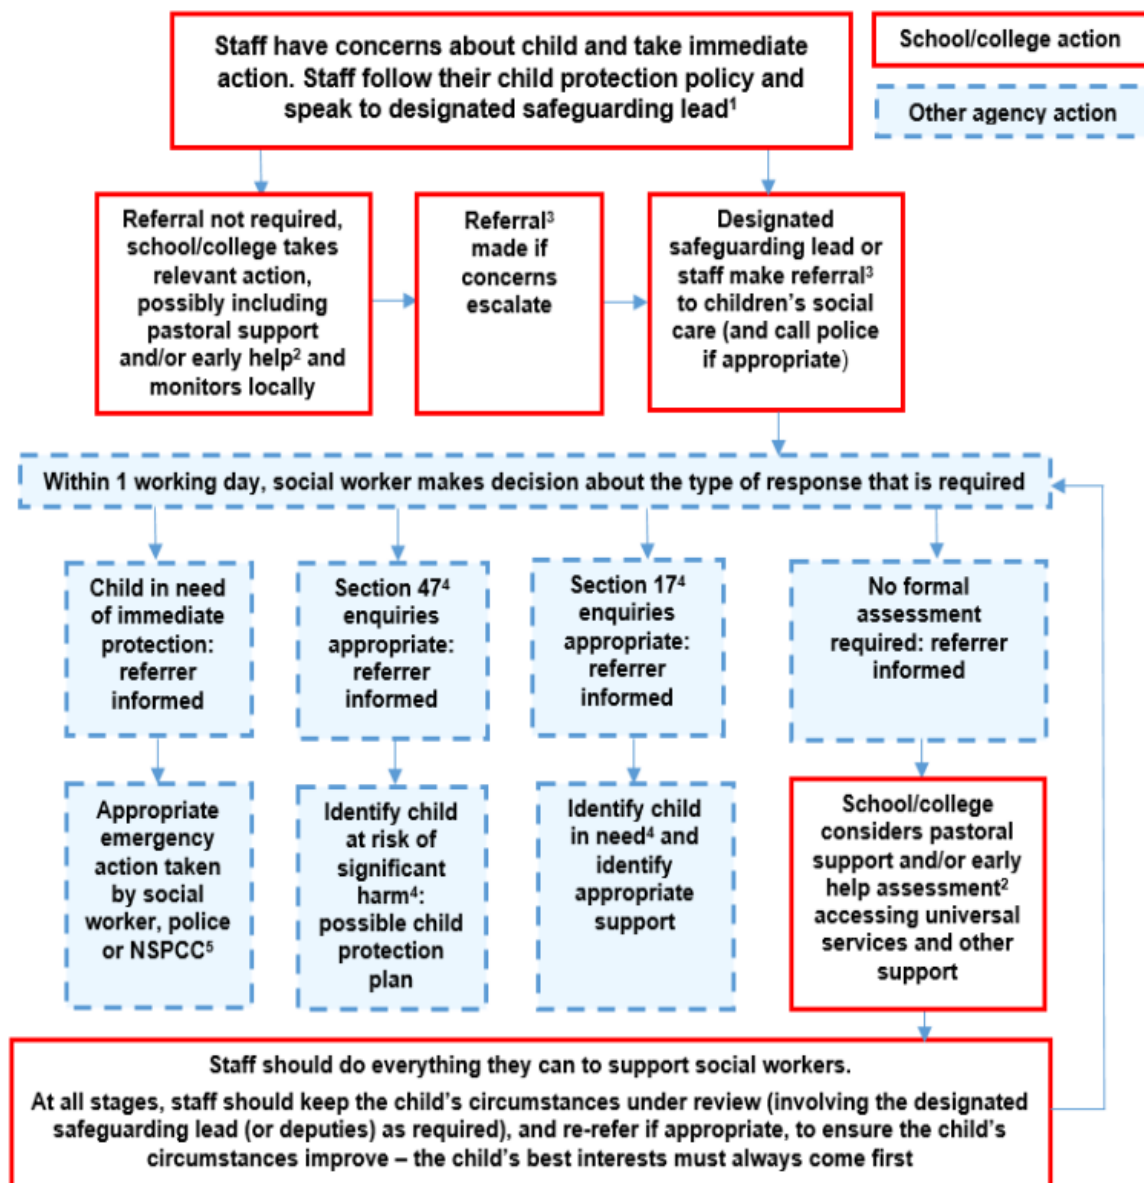 Staff have concerns about child and take immediate
action. Staff follow their child protection policy and
speak to designated safeguarding lead¹
School/college action
Other agency action
Referral not required,
school/college takes
relevant action,
possibly including
pastoral support
and/or early help² and
monitors locally
Referral³
made if
concerns
escalate
Designated
safeguarding lead or
staff make referral³
to children’s social
care (and call police
if appropriate)
Within 1 working day, social worker makes decision about the type of response that is required
Child in need
of immediate
protection:
referrer
informed
Section 47⁴
enquiries
appropriate:
referrer
informed
Section 17⁴
enquiries
appropriate:
referrer
informed
No formal
assessment
required: referrer
informed
Appropriate
emergency
action taken
by social
worker, police
or NSPCC⁵
Identify child
at risk of
significant
harm⁴:
possible child
protection
plan
Identify child
in need⁴ and
identify
appropriate
support
School/college
considers pastoral
support and/or early
help assessment²
accessing universal
services and other
support
Staff should do everything they can to support social workers.
At all stages, staff should keep the child’s circumstances under review (involving the designated
safeguarding lead (or deputies) as required), and re-refer if appropriate, to ensure the child’s
circumstances improve – the child’s best interests must always come first